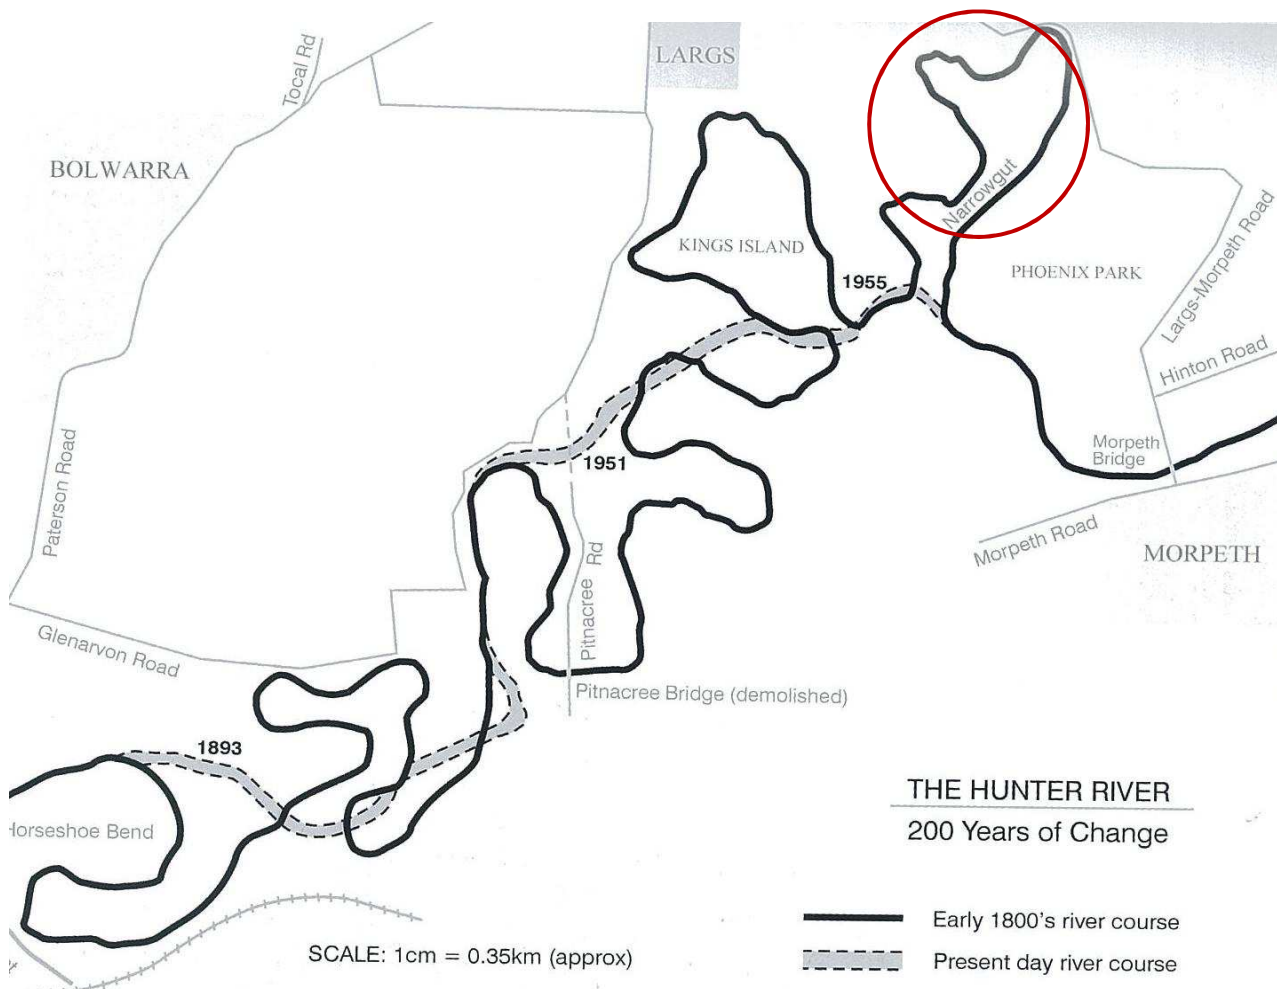 Tocal Rd
LARGS
BOLWARRA
Narrowgut
KINGS ISLAND
PHOENIX PARK
1955
Largs-Morpeth Road
Hinton Road
Paterson Road
1951
Morpeth
Bridge
Morpeth Road
MORPETH
Pitnacree Rd
Glenarvon Road
Pitnacree Bridge (demolished)
1893
Horseshoe Bend
THE HUNTER RIVER
200 Years of Change
Early 1800's river course
SCALE: 1cm = 0.35km (approx)
Present day river course